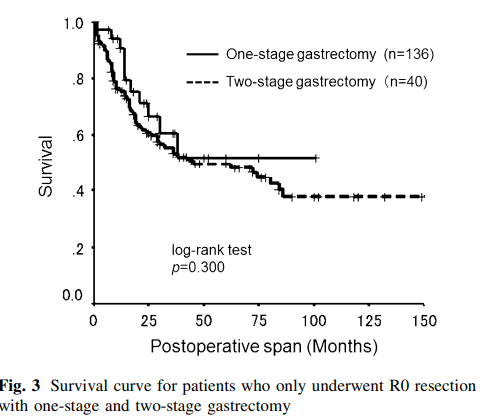 1.0
.8
.6
.4
.2
0.0
Survival
One-stage gastrectomy (n=136)
Two-stage gastrectomy (n=40)
log-rank test
p=0.300
0 25 50 75 100 125 150
Postoperative span (Months)
Fig. 3 Survival curve for patients who only underwent R0 resection
with one-stage and two-stage gastrectomy